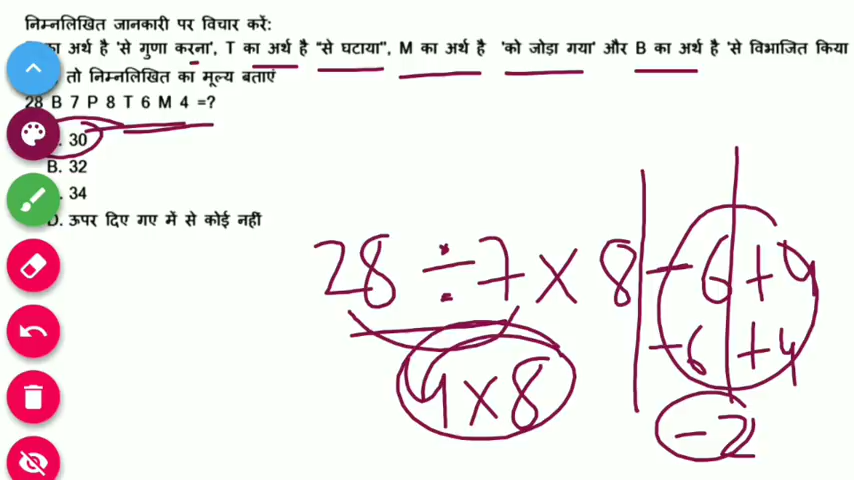 निम्नलिखित जानकारी पर विचार करें:
का अर्थ है 'से गुणा करना', T का अर्थ है "से घटाया", M का अर्थ है 'को जोड़ा गया' और B का अर्थ है 'से विभाजित किया
तो निम्नलिखित का मूल्य बताएं
28 B 7 P 8 T 6 M 4 =?
. 30
B. 32
. 34
D. ऊपर दिए गए में से कोई नहीं
28 ÷ 7 × 8 - 6 + 4
- 6 + 4
4 × 8
- 2